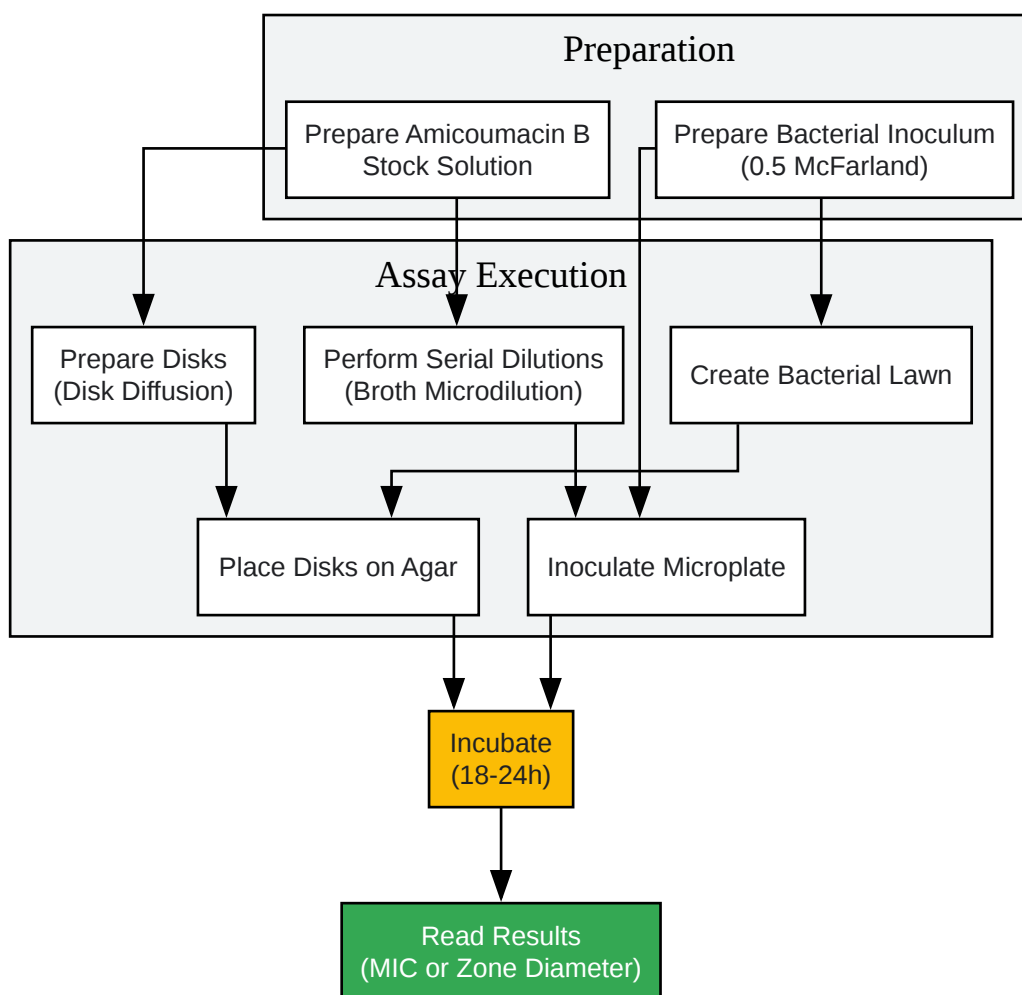 Preparation
Prepare Amicoumacin B
Stock Solution
Prepare Bacterial Inoculum
(0.5 McFarland)
Assay Execution
Prepare Disks
(Disk Diffusion)
Perform Serial Dilutions
(Broth Microdilution)
Create Bacterial Lawn
Place Disks on Agar
Inoculate Microplate
Incubate
(18-24h)
Read Results
(MIC or Zone Diameter)